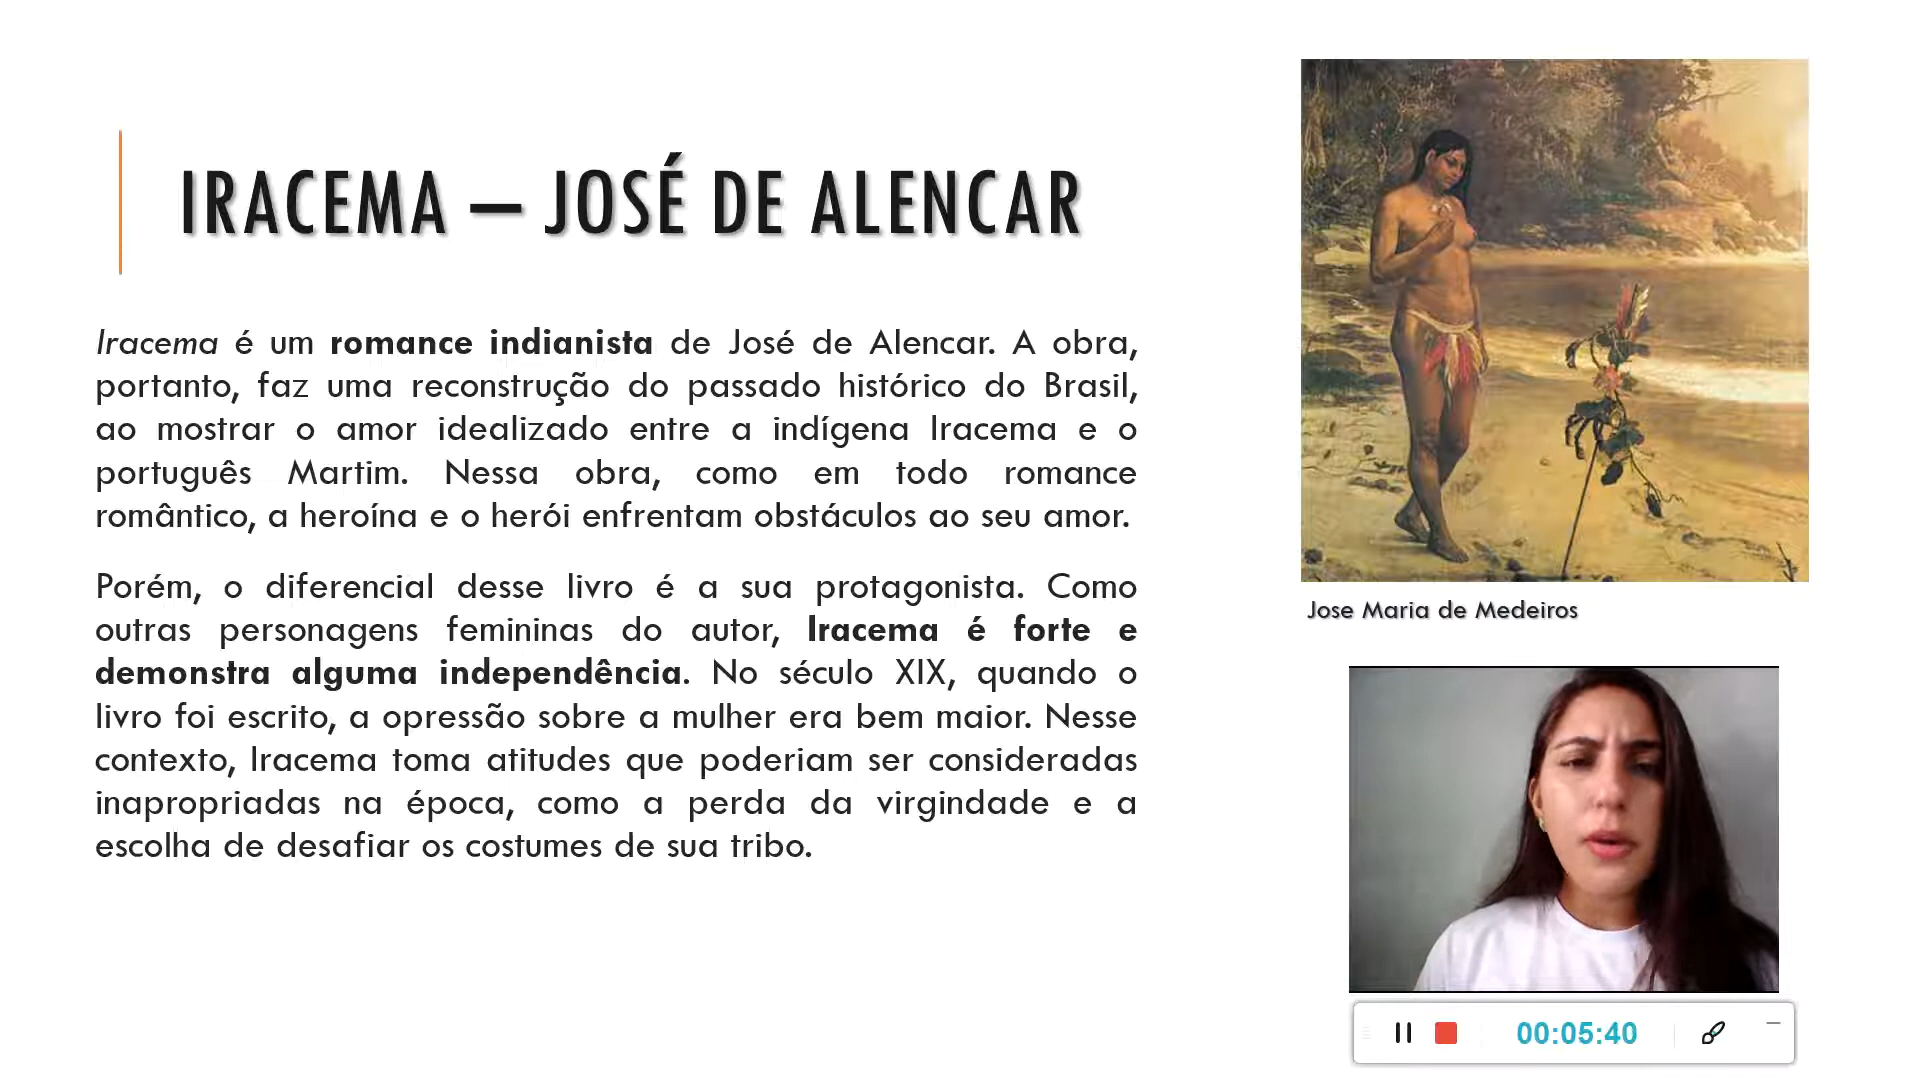 IRACEMA – JOSÉ DE ALENCAR
Iracema é um romance indianista de José de Alencar. A obra,
portanto, faz uma reconstrução do passado histórico do Brasil,
ao mostrar o amor idealizado entre a indígena Iracema e o
português Martim. Nessa obra, como em todo romance
romântico, a heroína e o herói enfrentam obstáculos ao seu amor.
Porém, o diferencial desse livro é a sua protagonista. Como
outras personagens femininas do autor, Iracema é forte e
demonstra alguma independência. No século XIX, quando o
livro foi escrito, a opressão sobre a mulher era bem maior. Nesse
contexto, Iracema toma atitudes que poderiam ser consideradas
inapropriadas na época, como a perda da virgindade e a
escolha de desafiar os costumes de sua tribo.
Jose Maria de Medeiros
00:05:40